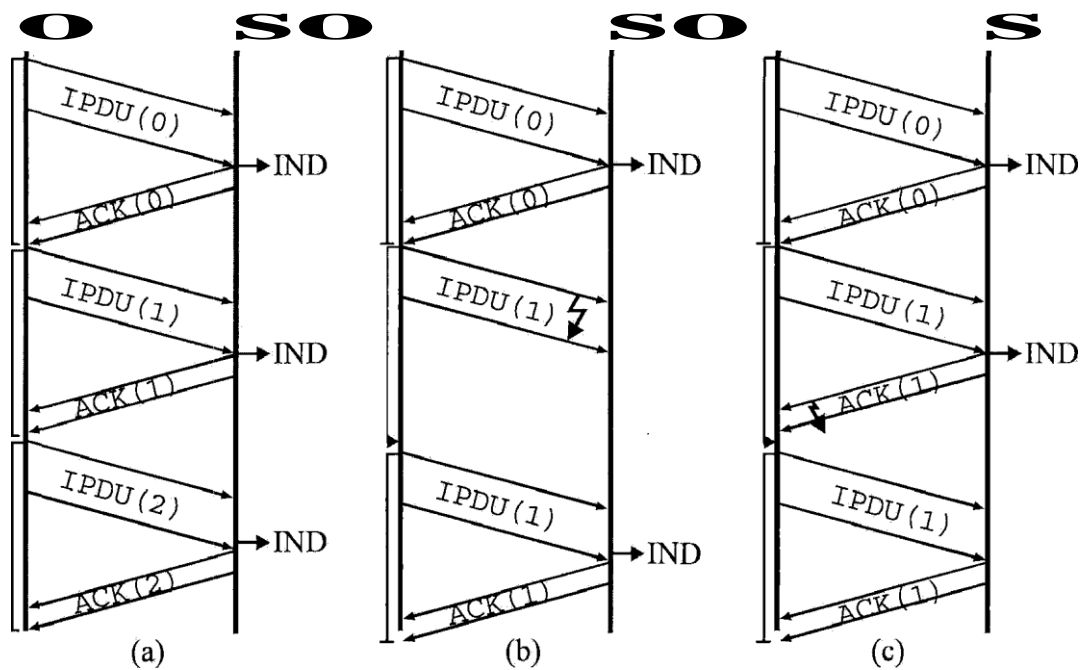 O SO SO S
IPDU(0) IPDU(0) IPDU(0)
IND IND IND
ACK(0) ACK(0) ACK(0)
IPDU(1) IPDU(1) IPDU(1)
IND IND
ACK(1) ACK(1)
IPDU(2) IPDU(1) IPDU(1)
IND IND
ACK(2) ACK(1) ACK(1)
(a) (b) (c)